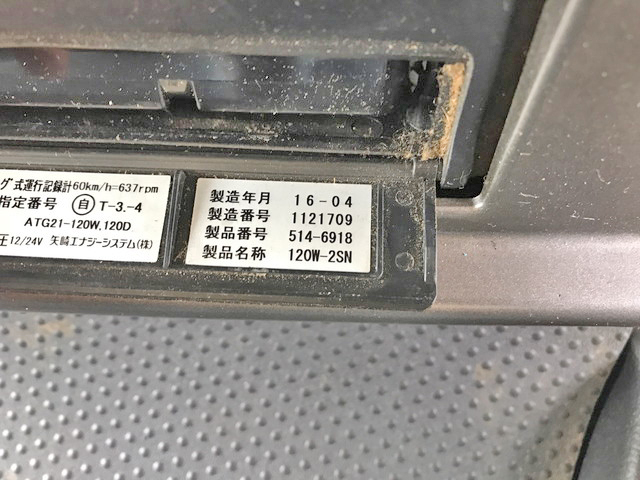 グ式運行記録計60km/h=637rpm
指定番号 自 T-3.-4
ATG21-120W,120D
圧12/24V 矢崎エナジーシステム(株)
製造年月 16-04
製造番号 1121709
製品番号 514-6918
製品名称 120W-2SN